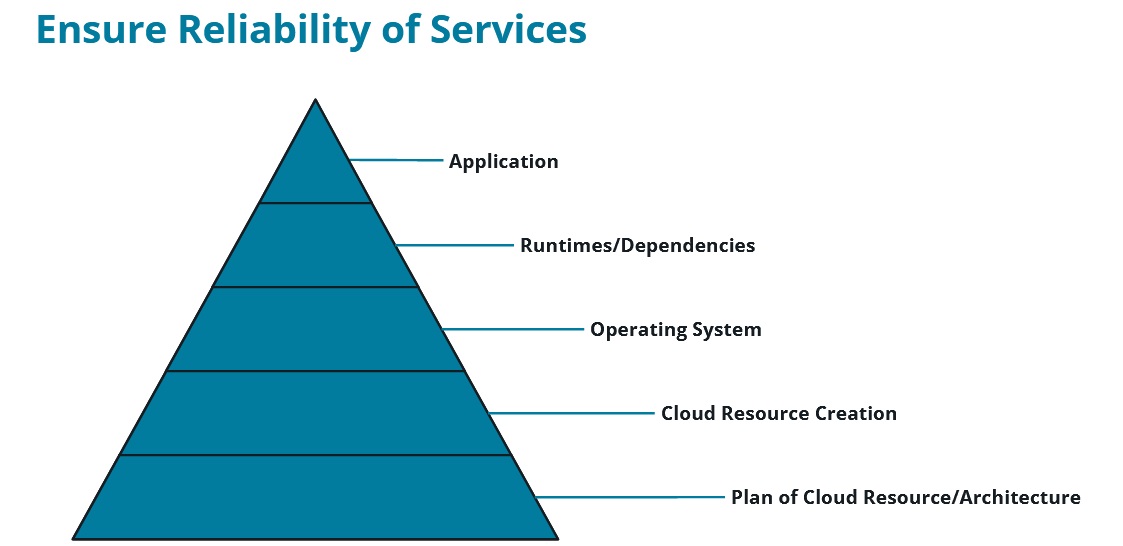 Ensure Reliability of Services
Application
Runtimes/Dependencies
Operating System
Cloud Resource Creation
Plan of Cloud Resource/Architecture